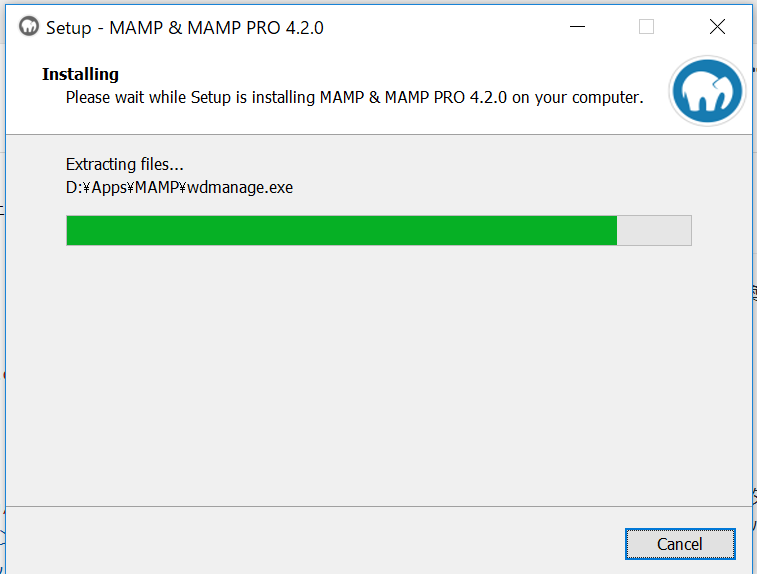 Setup - MAMP & MAMP PRO 4.2.0
Installing
Please wait while Setup is installing MAMP & MAMP PRO 4.2.0 on your computer.
Extracting files...
D:¥Apps¥MAMP¥wdmanage.exe
Cancel